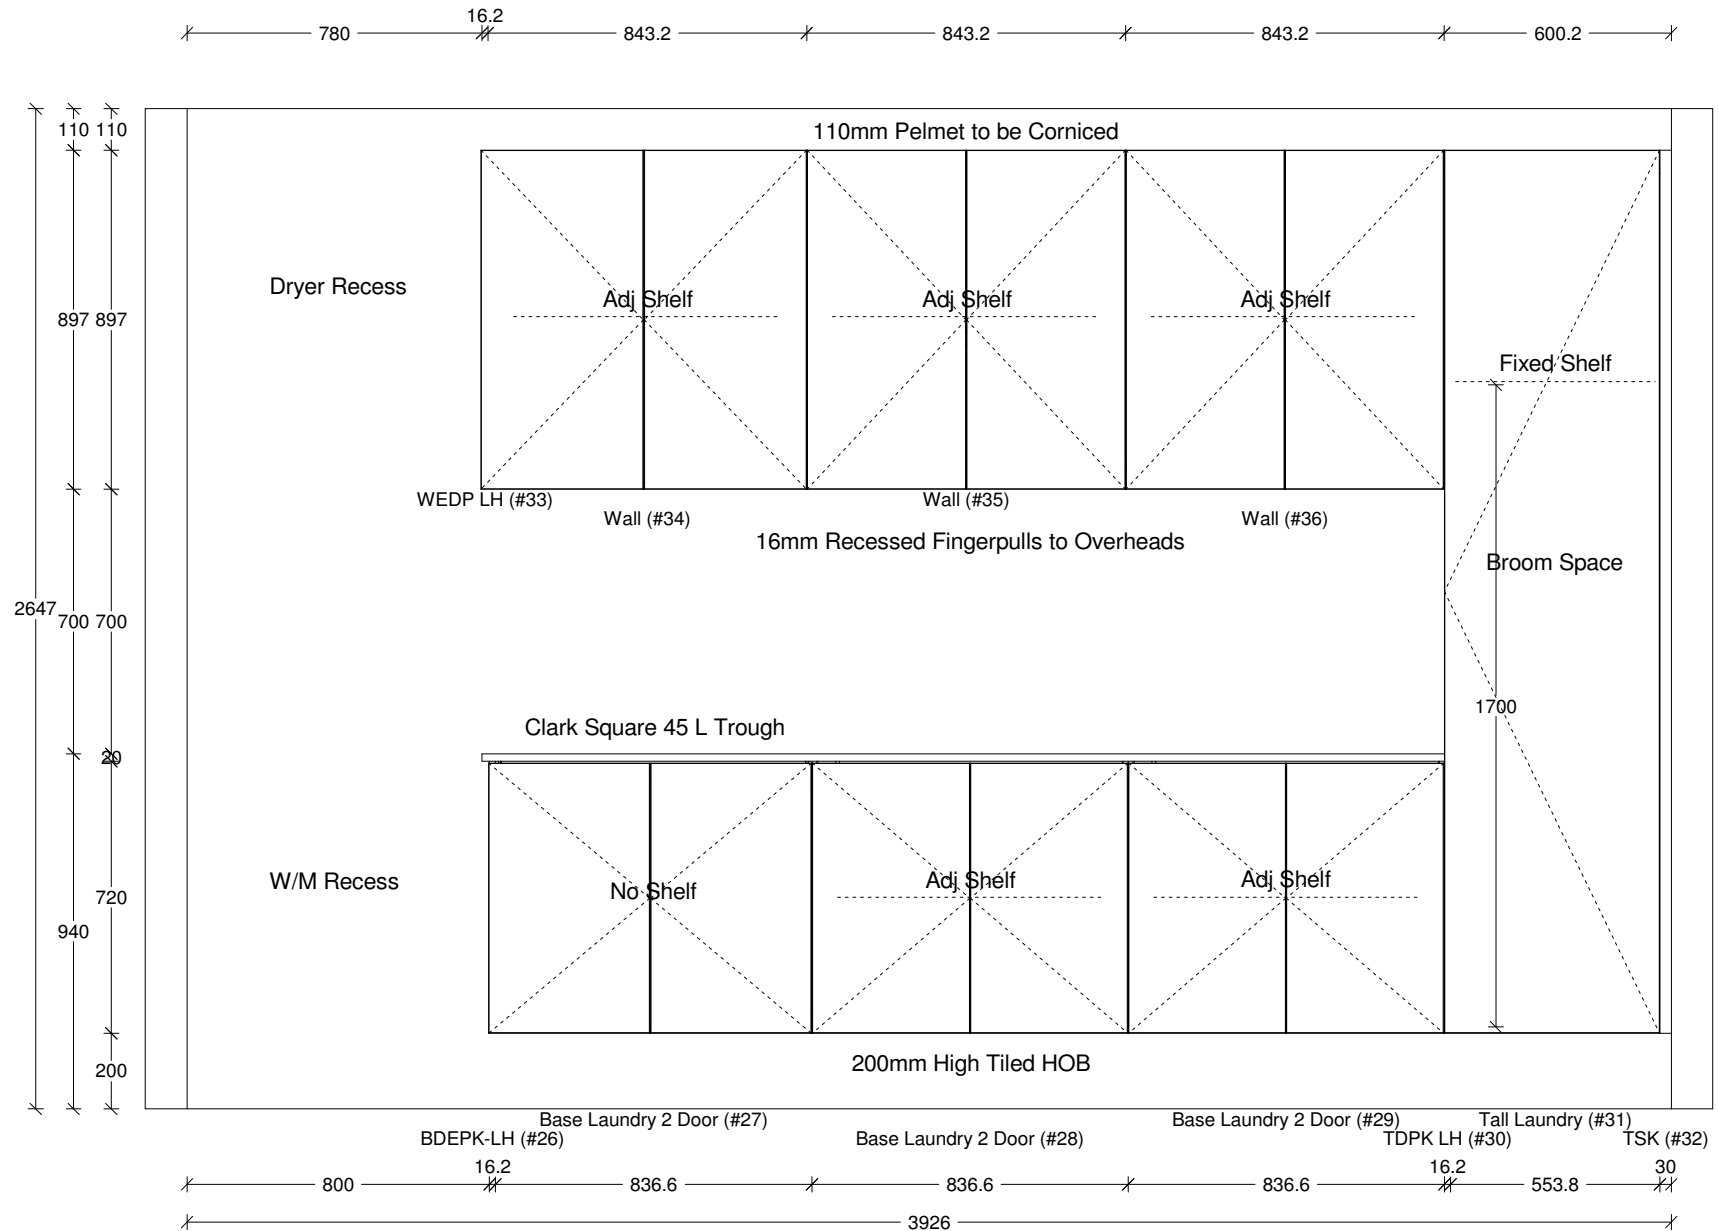 16.2
780 843.2 843.2 843.2 600.2
110 110
110mm Pelmet to be Corniced
Dryer Recess
Adj Shelf Adj Shelf Adj Shelf
897 897
Fixed Shelf
WEDP LH (#33) Wall (#35)
Wall (#34) Wall (#36)
16mm Recessed Fingerpulls to Overheads
Broom Space
2647 700 700
1700
Clark Square 45 L Trough
20
W/M Recess
No Shelf Adj Shelf Adj Shelf
720
940
200mm High Tiled HOB
200
Base Laundry 2 Door (#27) Base Laundry 2 Door (#29) Tall Laundry (#31)
BDEPK-LH (#26) Base Laundry 2 Door (#28) TDPK LH (#30) TSK (#32)
16.2 16.2 30
800 836.6 836.6 836.6 553.8
3926